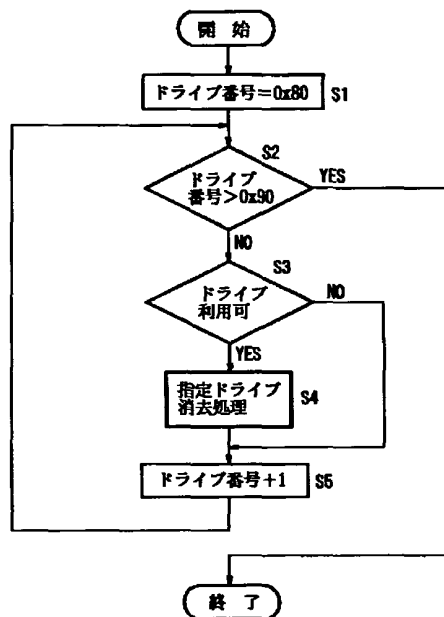 開 始
ドライブ番号=0x80 S1
S2
ドライブ
番号>0x90
YES
NO
S3
ドライブ
利用可
NO
YES
指定ドライブ
消去処理
S4
ドライブ番号+1 S5
終 了